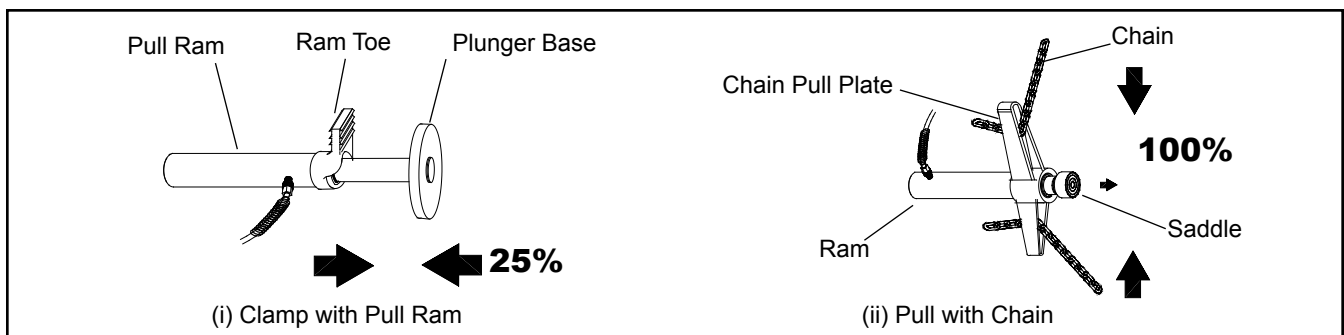 Pull Ram
Ram Toe
Plunger Base
25%
(i) Clamp with Pull Ram
Chain
Chain Pull Plate
100%
Ram
Saddle
(ii) Pull with Chain